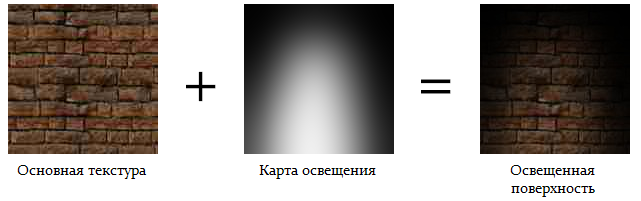 +
=
Основная текстура
Карта освещения
Освещенная
поверхность